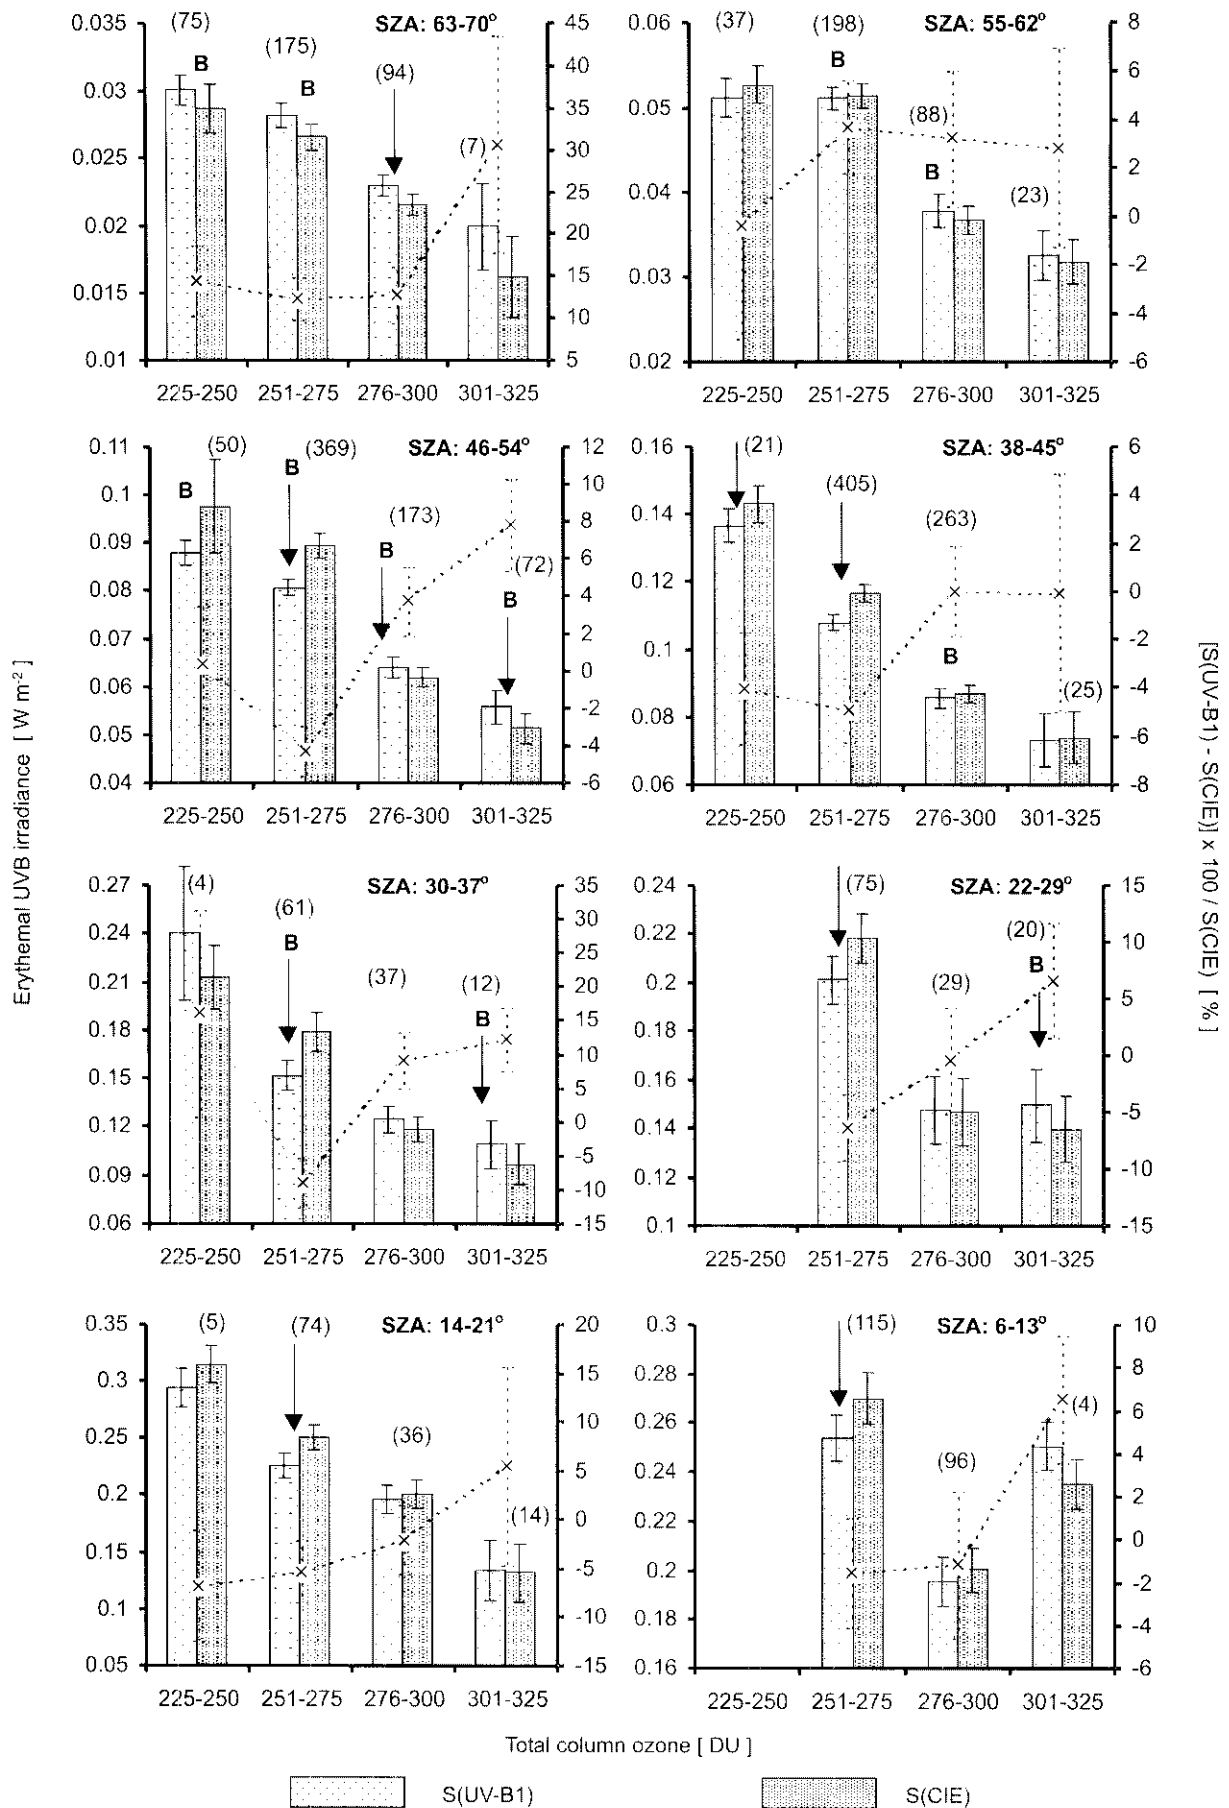 SZA: 63-70º
(75) (175) (94) (7)
B B
0.035 0.03 0.025 0.02 0.015 0.01
45 40 35 30 25 20 15 10 5
225-250 251-275 276-300 301-325
SZA: 55-62º
(37) (198) (88) (23)
B B
0.06 0.05 0.04 0.03 0.02
8 6 4 2 0 -2 -4 -6
225-250 251-275 276-300 301-325
SZA: 46-54º
(50) (369) (173) (72)
B B B B
0.11 0.1 0.09 0.08 0.07 0.06 0.05 0.04
12 10 8 6 4 2 0 -2 -4 -6
225-250 251-275 276-300 301-325
SZA: 38-45º
(21) (405) (263) (25)
B
0.16 0.14 0.12 0.1 0.08 0.06
6 4 2 0 -2 -4 -6 -8
225-250 251-275 276-300 301-325
Erythemal UVB irradiance [ W m-2 ]
[S(UV-B1) - S(CIE)] x 100 / S(CIE) [ % ]
SZA: 30-37º
(4) (61) (37) (12)
B B
0.27 0.24 0.21 0.18 0.15 0.12 0.09 0.06
35 30 25 20 15 10 5 0 -5 -10 -15
225-250 251-275 276-300 301-325
SZA: 22-29º
(75) (29) (20)
B
0.24 0.22 0.2 0.18 0.16 0.14 0.12 0.1
15 10 5 0 -5 -10 -15
225-250 251-275 276-300 301-325
SZA: 14-21º
(5) (74) (36) (14)
0.35 0.3 0.25 0.2 0.15 0.1 0.05
20 15 10 5 0 -5 -10 -15
225-250 251-275 276-300 301-325
SZA: 6-13º
(115) (96) (4)
0.3 0.28 0.26 0.24 0.22 0.2 0.18 0.16
10 8 6 4 2 0 -2 -4 -6
225-250 251-275 276-300 301-325
Total column ozone [ DU ]
S(UV-B1) S(CIE)